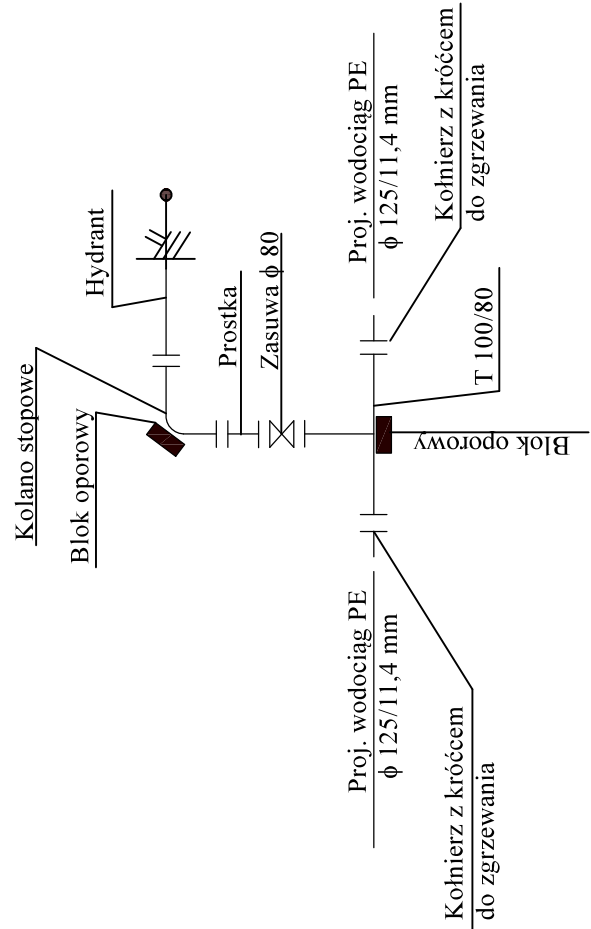 Kolano stopowe
Blok oporowy
Hydrant
Prostka
Zasuwa ϕ 80
Proj. wodociąg PE
ϕ 125/11,4 mm
Kołnierz z króćcem
do zgrzewania
T 100/80
Blok oporowy
Proj. wodociąg PE
ϕ 125/11,4 mm
Kołnierz z króćcem
do zgrzewania